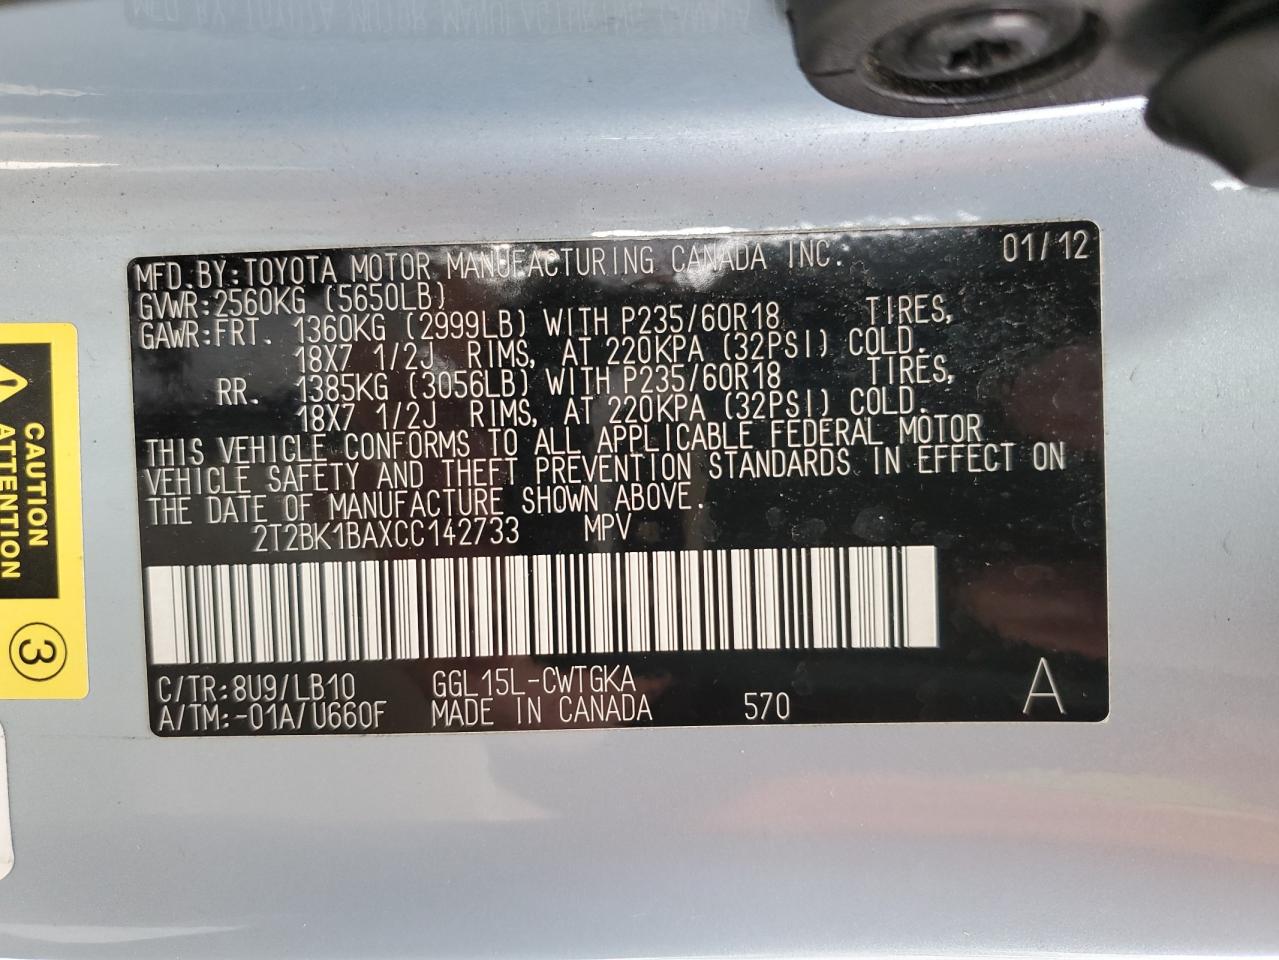 MFD.BY:TOYOTA MOTOR MANUFACTURING CANADA INC. 01/12
GVWR:2560KG (5650LB)
GAWR:FRT. 1360KG (2999LB) WITH P235/60R18 TIRES,
18X7 1/2J RIMS, AT 220KPA (32PSI) COLD.
RR. 1385KG (3056LB) WITH P235/60R18 TIRES,
18X7 1/2J RIMS, AT 220KPA (32PSI) COLD.
THIS VEHICLE CONFORMS TO ALL APPLICABLE FEDERAL MOTOR
VEHICLE SAFETY AND THEFT PREVENTION STANDARDS IN EFFECT ON
THE DATE OF MANUFACTURE SHOWN ABOVE.
2T2BK1BAXCC142733 MPV
C/TR:8U9/LB10 GGL15L-CWTGKA
A/TM:-01A/U660F MADE IN CANADA 570 A
CAUTION
ATTENTION
3